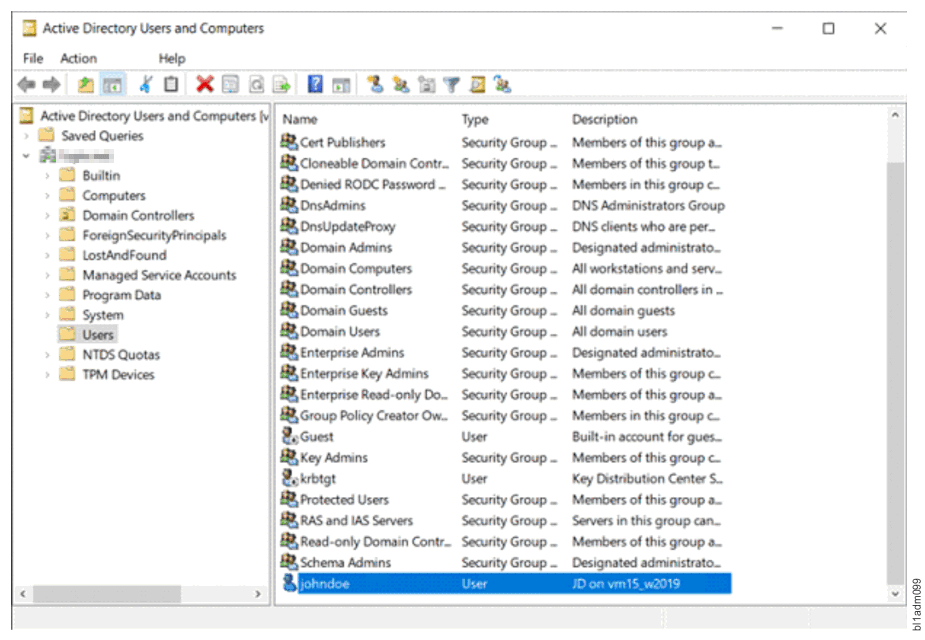 Active Directory Users and Computers
File Action Help
Active Directory Users and Computers [v
Saved Queries
Builtin
Computers
Domain Controllers
ForeignSecurityPrincipals
LostAndFound
Managed Service Accounts
Program Data
System
Users
NTDS Quotas
TPM Devices
Name Type Description
Cert Publishers Security Group ... Members of this group a...
Cloneable Domain Contr... Security Group ... Members of this group t...
Denied RODC Password ... Security Group ... Members in this group c...
DnsAdmins Security Group ... DNS Administrators Group
DnsUpdateProxy Security Group ... DNS clients who are per...
Domain Admins Security Group ... Designated administrato...
Domain Computers Security Group ... All workstations and serv...
Domain Controllers Security Group ... All domain controllers in ...
Domain Guests Security Group ... All domain guests
Domain Users Security Group ... All domain users
Enterprise Admins Security Group ... Designated administrato...
Enterprise Key Admins Security Group ... Members of this group c...
Enterprise Read-only Do... Security Group ... Members of this group a...
Group Policy Creator Ow... Security Group ... Members in this group c...
Guest User Built-in account for gues...
Key Admins Security Group ... Members of this group c...
krbtgt User Key Distribution Center S...
Protected Users Security Group ... Members of this group a...
RAS and IAS Servers Security Group ... Servers in this group can...
Read-only Domain Contr... Security Group ... Members of this group a...
Schema Admins Security Group ... Designated administrato...
johndoe User JD on vm15_w2019
bl1adm099